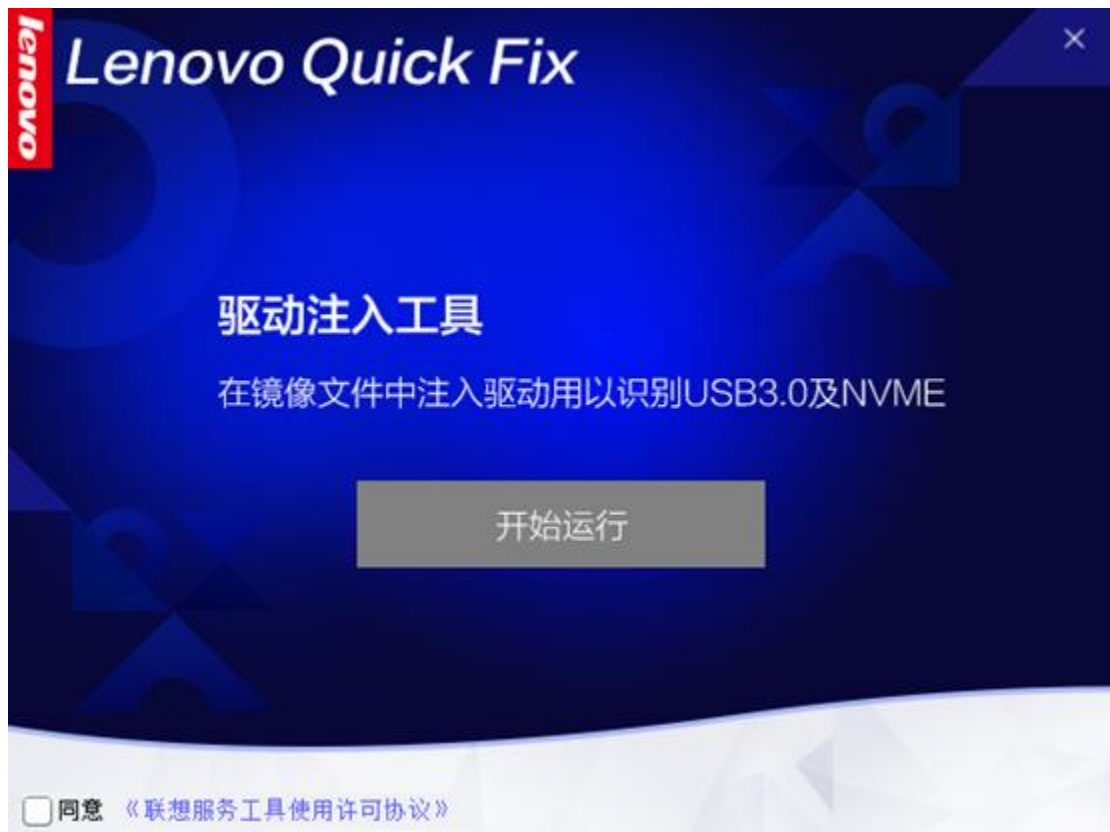 lenovo
Lenovo Quick Fix
驱动注入工具
在镜像文件中注入驱动用以识别USB3.0及NVME
开始运行
同意 《联想服务工具使用许可协议》